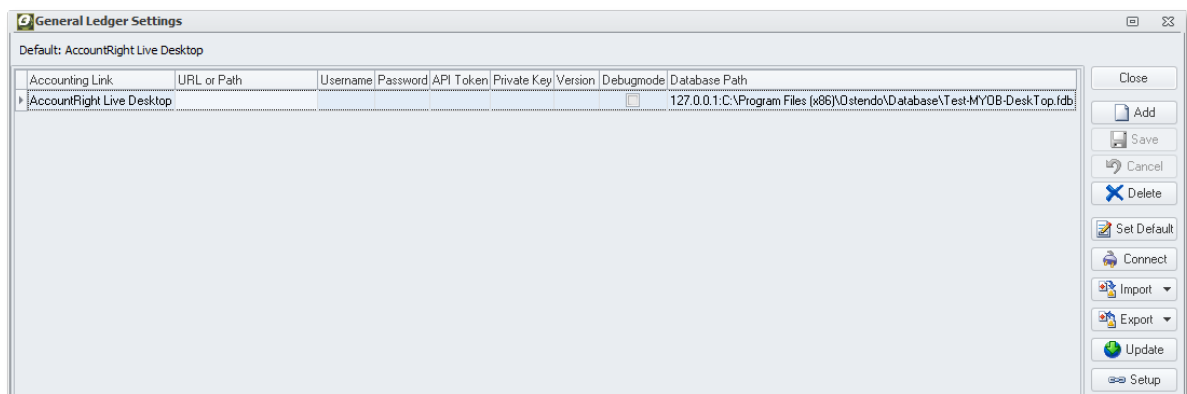 General Ledger Settings
Default: AccountRight Live Desktop
Accounting Link URL or Path Username Password API Token Private Key Version Debugmode Database Path
AccountRight Live Desktop 127.0.0.1:C:\Program Files (x86)\Ostendo\Database\Test-MYOB-DeskTop.fdb
Close
Add
Save
Cancel
Delete
Set Default
Connect
Import
Export
Update
Setup